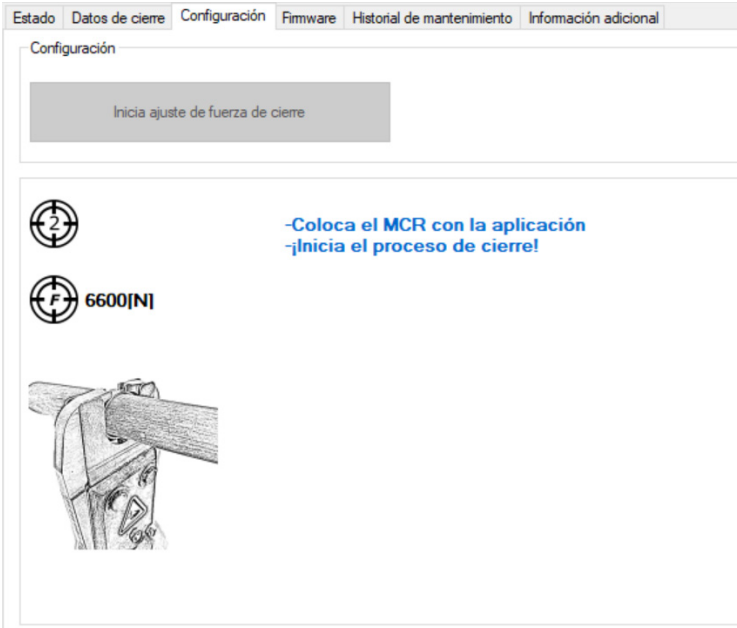 Estado Datos de cierre Configuración Firmware Historial de mantenimiento Información adicional
Configuración
Inicia ajuste de fuerza de cierre
2
-Coloca el MCR con la aplicación
-¡Inicia el proceso de cierre!
F 6600[N]